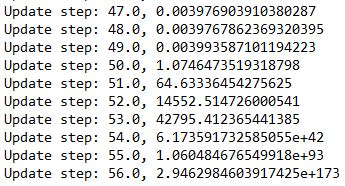 Update step: 47.0, 0.003976903910380287
Update step: 48.0, 0.0039767862369320395
Update step: 49.0, 0.003993587101194223
Update step: 50.0, 1.0746473519318798
Update step: 51.0, 64.63336454275625
Update step: 52.0, 14552.514726000541
Update step: 53.0, 42795.412365441385
Update step: 54.0, 6.173591732585055e+42
Update step: 55.0, 1.060484676549918e+93
Update step: 56.0, 2.9462984603917425e+173